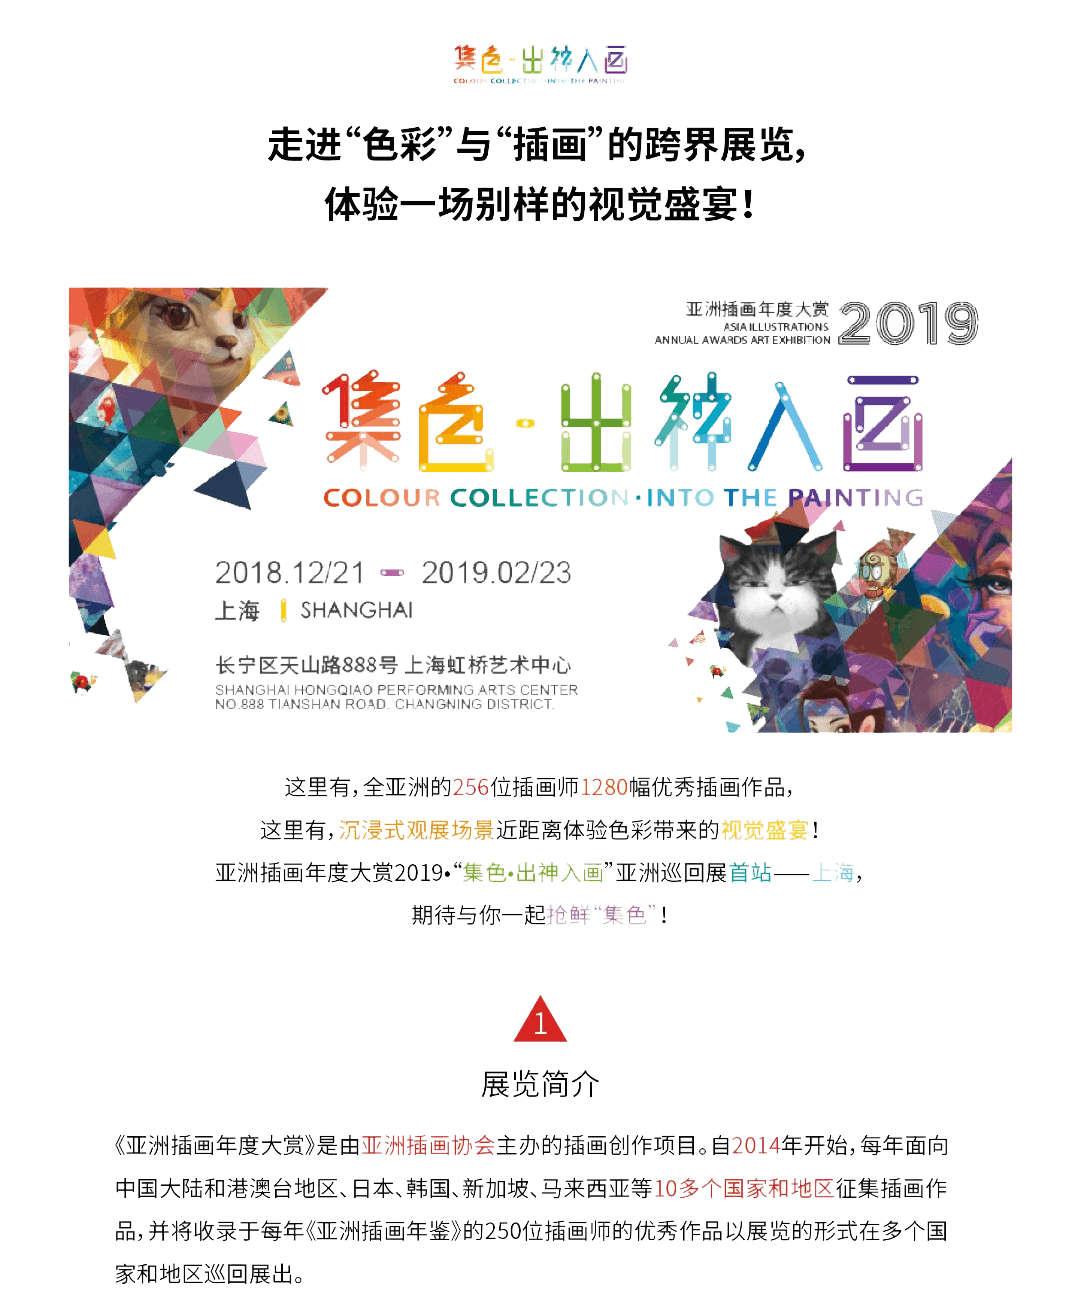 集色·出神入画
COLOUR COLLECTION·INTO THE PAINTING
走进“色彩”与“插画”的跨界展览，
体验一场别样的视觉盛宴！
亚洲插画年度大赏
ASIA ILLUSTRATIONS
ANNUAL AWARDS ART EXHIBITION
2019
集色·出神入画
COLOUR COLLECTION·INTO THE PAINTING
2018.12/21 - 2019.02/23
上海 | SHANGHAI
长宁区天山路888号 上海虹桥艺术中心
SHANGHAI HONGQIAO PERFORMING ARTS CENTER
NO.888 TIANSHAN ROAD. CHANGNING DISTRICT.
这里有，全亚洲的256位插画师1280幅优秀插画作品，
这里有，沉浸式观展场景近距离体验色彩带来的视觉盛宴！
亚洲插画年度大赏2019•“集色•出神入画”亚洲巡回展首站——上海，
期待与你一起抢鲜“集色”！
1
展览简介
《亚洲插画年度大赏》是由亚洲插画协会主办的插画创作项目。自2014年开始，每年面向
中国大陆和港澳台地区、日本、韩国、新加坡、马来西亚等10多个国家和地区征集插画作
品，并将收录于每年《亚洲插画年鉴》的250位插画师的优秀作品以展览的形式在多个国
家和地区巡回展出。